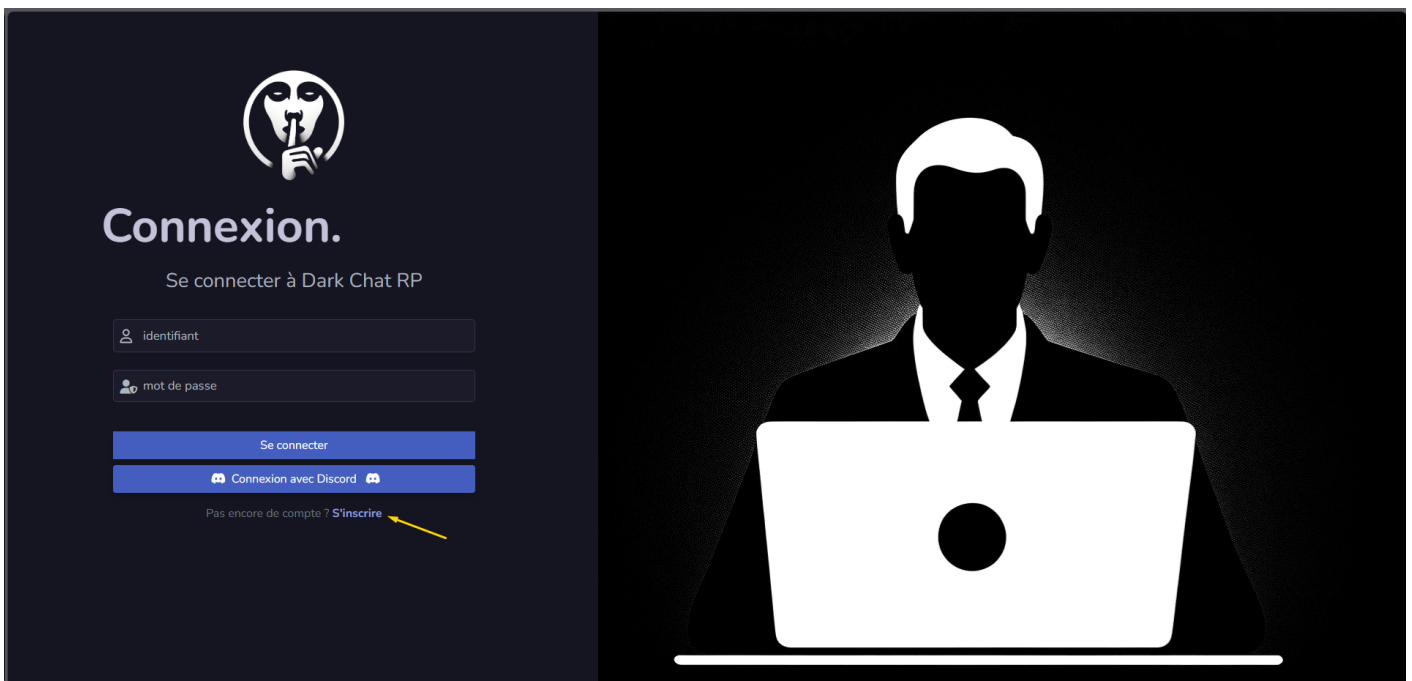 Connexion.
Se connecter à Dark Chat RP
identifiant
mot de passe
Se connecter
Connexion avec Discord
Pas encore de compte ? S'inscrire